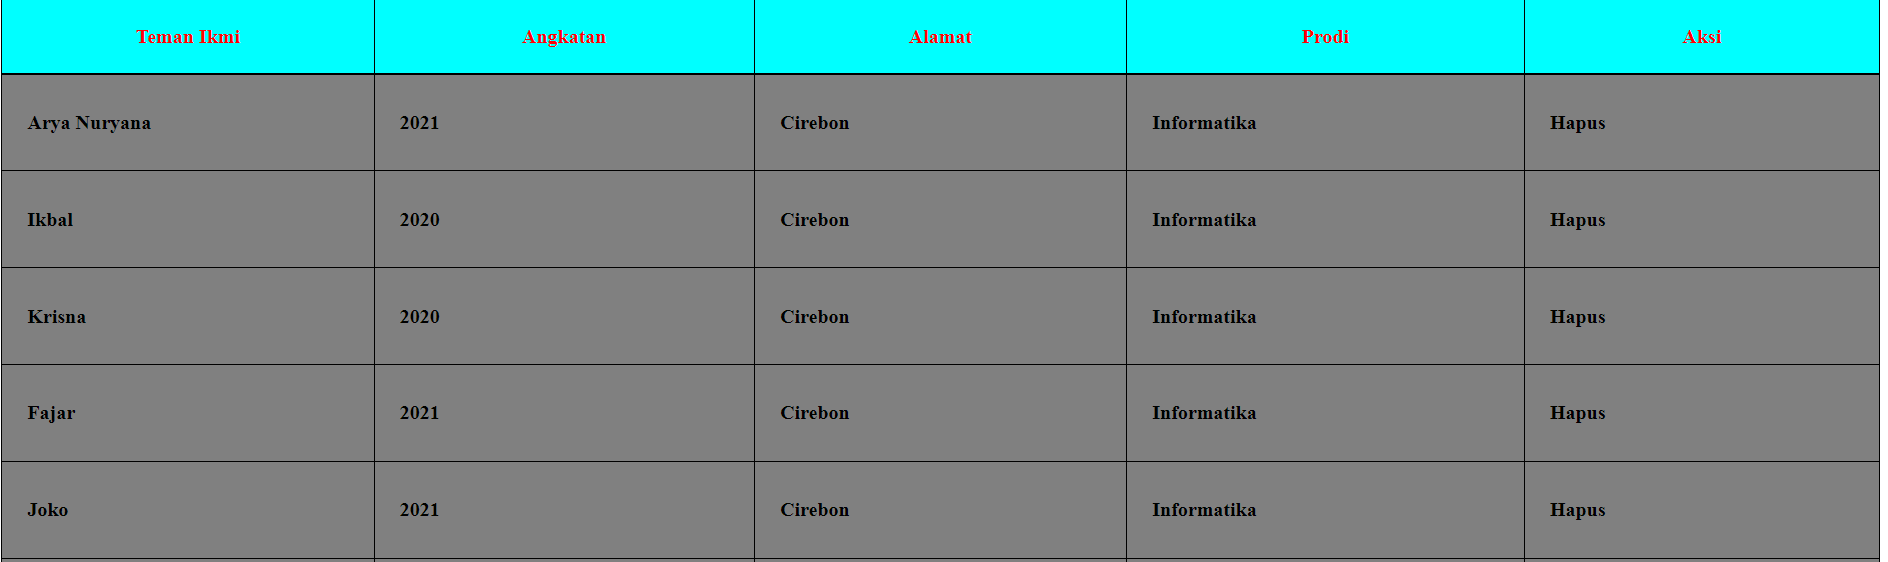 Teman Ikmi Angkatan Alamat Prodi Aksi
Arya Nuryana 2021 Cirebon Informatika Hapus
Ikbal 2020 Cirebon Informatika Hapus
Krisna 2020 Cirebon Informatika Hapus
Fajar 2021 Cirebon Informatika Hapus
Joko 2021 Cirebon Informatika Hapus